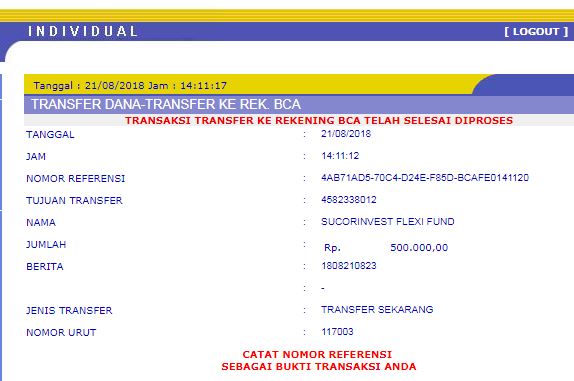 INDIVIDUAL [ LOGOUT ]
Tanggal : 21/08/2018 Jam : 14:11:17
TRANSFER DANA-TRANSFER KE REK. BCA
TRANSAKSI TRANSFER KE REKENING BCA TELAH SELESAI DIPROSES
TANGGAL : 21/08/2018
JAM : 14:11:12
NOMOR REFERENSI : 4AB71AD5-70C4-D24E-F85D-BCAFE0141120
TUJUAN TRANSFER : 4582338012
NAMA : SUCORINVEST FLEXI FUND
JUMLAH : Rp. 500.000,00
BERITA : 1808210823
: -
JENIS TRANSFER : TRANSFER SEKARANG
NOMOR URUT : 117003
CATAT NOMOR REFERENSI
SEBAGAI BUKTI TRANSAKSI ANDA